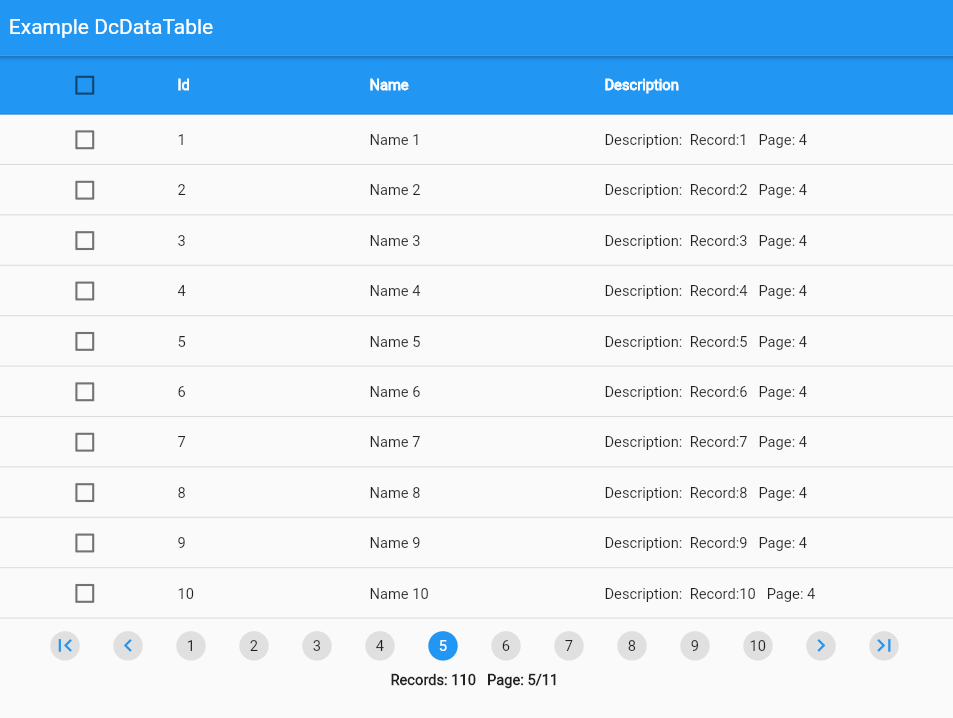 Example DcDataTable
Id Name Description
1 Name 1 Description: Record:1 Page: 4
2 Name 2 Description: Record:2 Page: 4
3 Name 3 Description: Record:3 Page: 4
4 Name 4 Description: Record:4 Page: 4
5 Name 5 Description: Record:5 Page: 4
6 Name 6 Description: Record:6 Page: 4
7 Name 7 Description: Record:7 Page: 4
8 Name 8 Description: Record:8 Page: 4
9 Name 9 Description: Record:9 Page: 4
10 Name 10 Description: Record:10 Page: 4
1 2 3 4 5 6 7 8 9 10
Records: 110 Page: 5/11